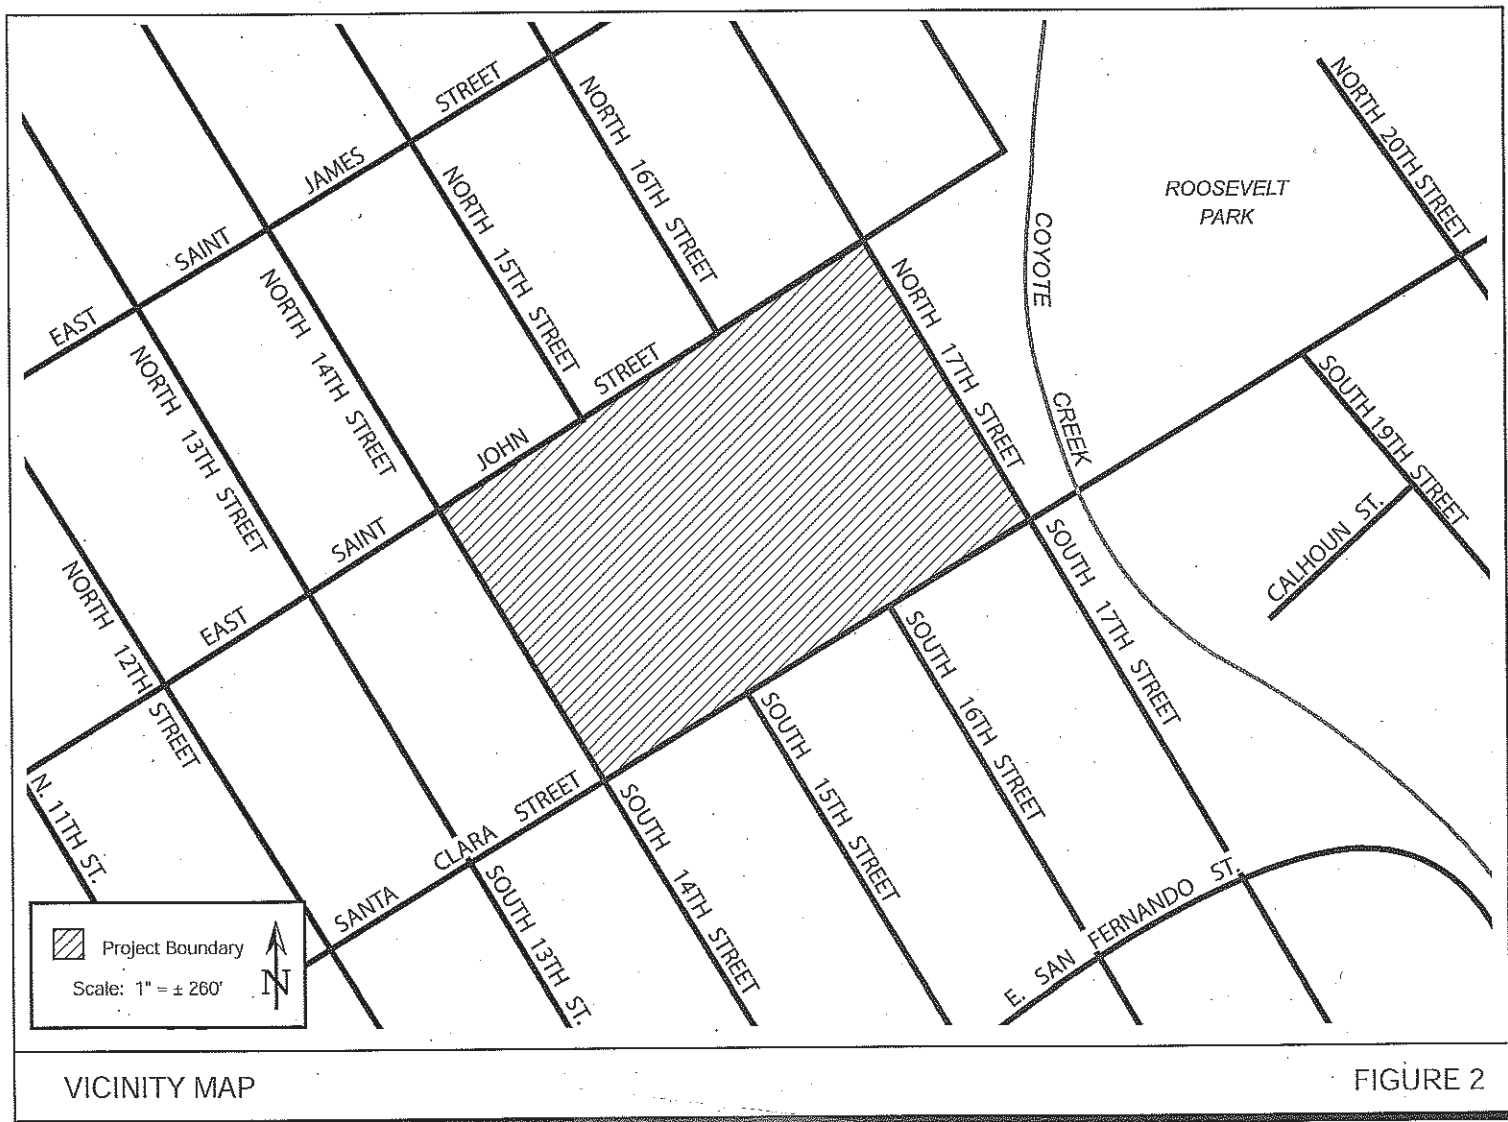 EAST SAINT JAMES STREET
NORTH 16TH STREET
NORTH 20TH STREET
ROOSEVELT
PARK
NORTH 15TH STREET
COYOTE CREEK
NORTH 14TH STREET
NORTH 17TH STREET
NORTH 13TH STREET
EAST SAINT JOHN STREET
SOUTH 19TH STREET
CALHOUN ST.
NORTH 12TH STREET
SOUTH 17TH STREET
SOUTH 16TH STREET
SOUTH 15TH STREET
N. 11TH ST.
SANTA CLARA STREET
SOUTH 14TH STREET
SOUTH 13TH ST.
E. SAN FERNANDO ST.
Project Boundary
Scale: 1" = ± 260'
N
VICINITY MAP
FIGURE 2